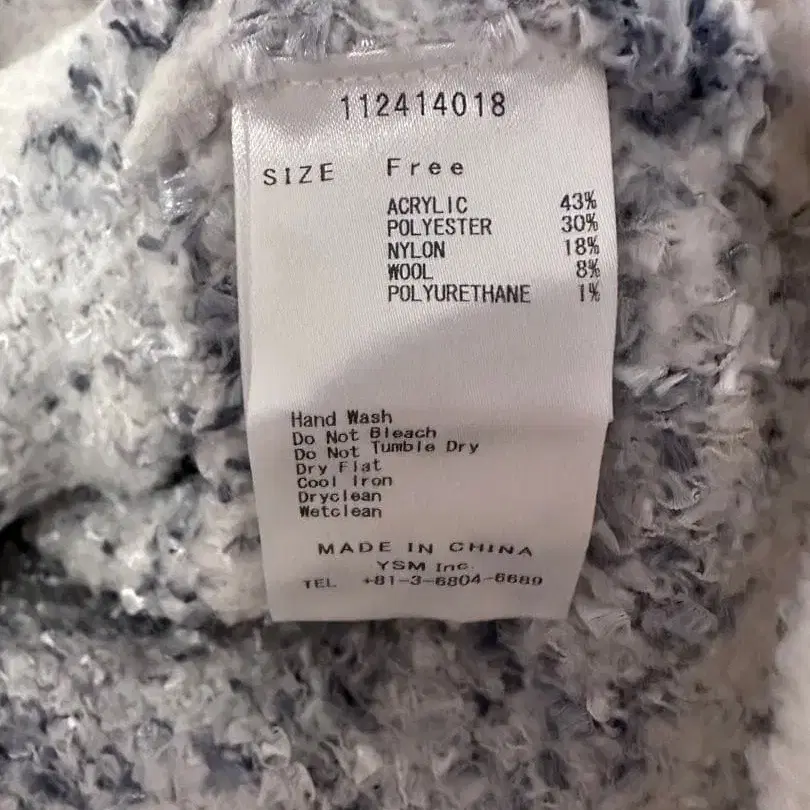 112414018
SIZE Free
ACRYLIC 43%
POLYESTER 30%
NYLON 18%
WOOL 8%
POLYURETHANE 1%
Hand Wash
Do Not Bleach
Do Not Tumble Dry
Dry Flat
Cool Iron
Dryclean
Wetclean
MADE IN CHINA
YSM Inc.
TEL +81-3-6804-6689